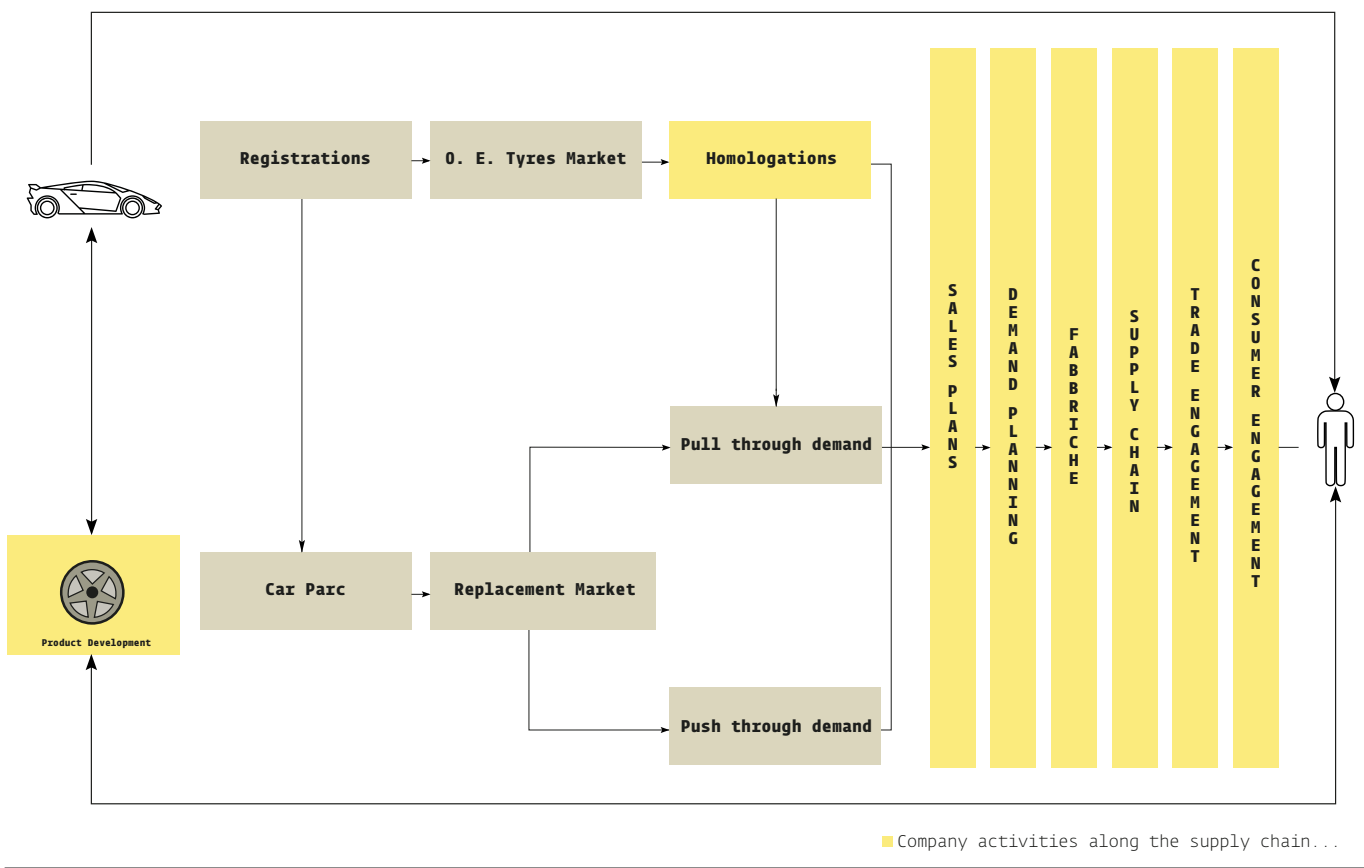 Registrations
O. E. Tyres Market
Homologations
Pull through demand
Car Parc
Replacement Market
Product Development
Push through demand
SALES PLANS
DEMAND PLANNING
FABBRICHE
SUPPLY CHAIN
TRADE ENGAGEMENT
CONSUMER ENGAGEMENT
Company activities along the supply chain...